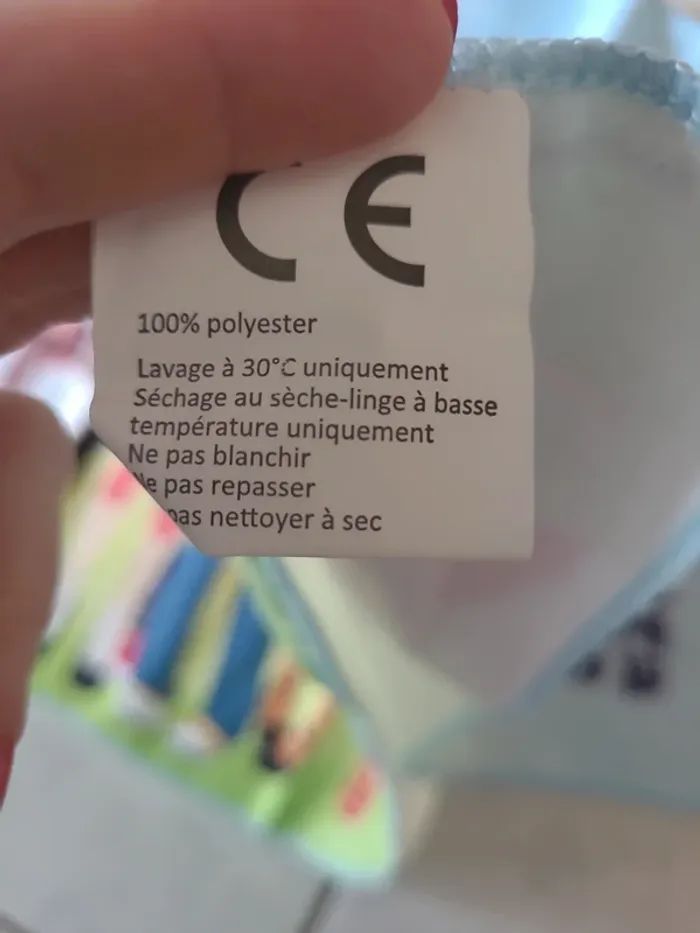 CE
100% polyester
Lavage à 30°C uniquement
Séchage au sèche-linge à basse
température uniquement
Ne pas blanchir
Ne pas repasser
pas nettoyer à sec